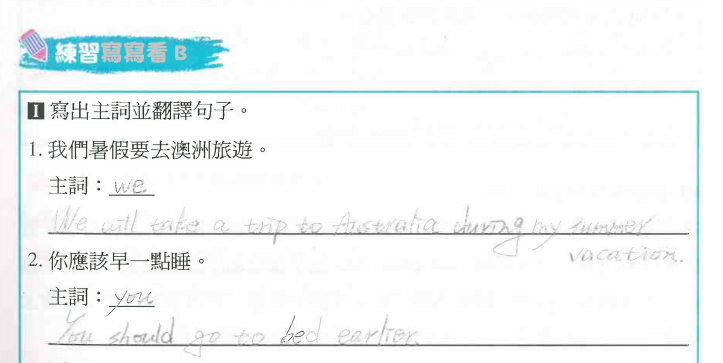 練習寫寫看 B
I 寫出主詞並翻譯句子。
1. 我們暑假要去澳洲旅遊。
主詞：we
We will take a trip to Australia during my summer
vacation.
2. 你應該早一點睡。
主詞：you
You should go to bed earlier.